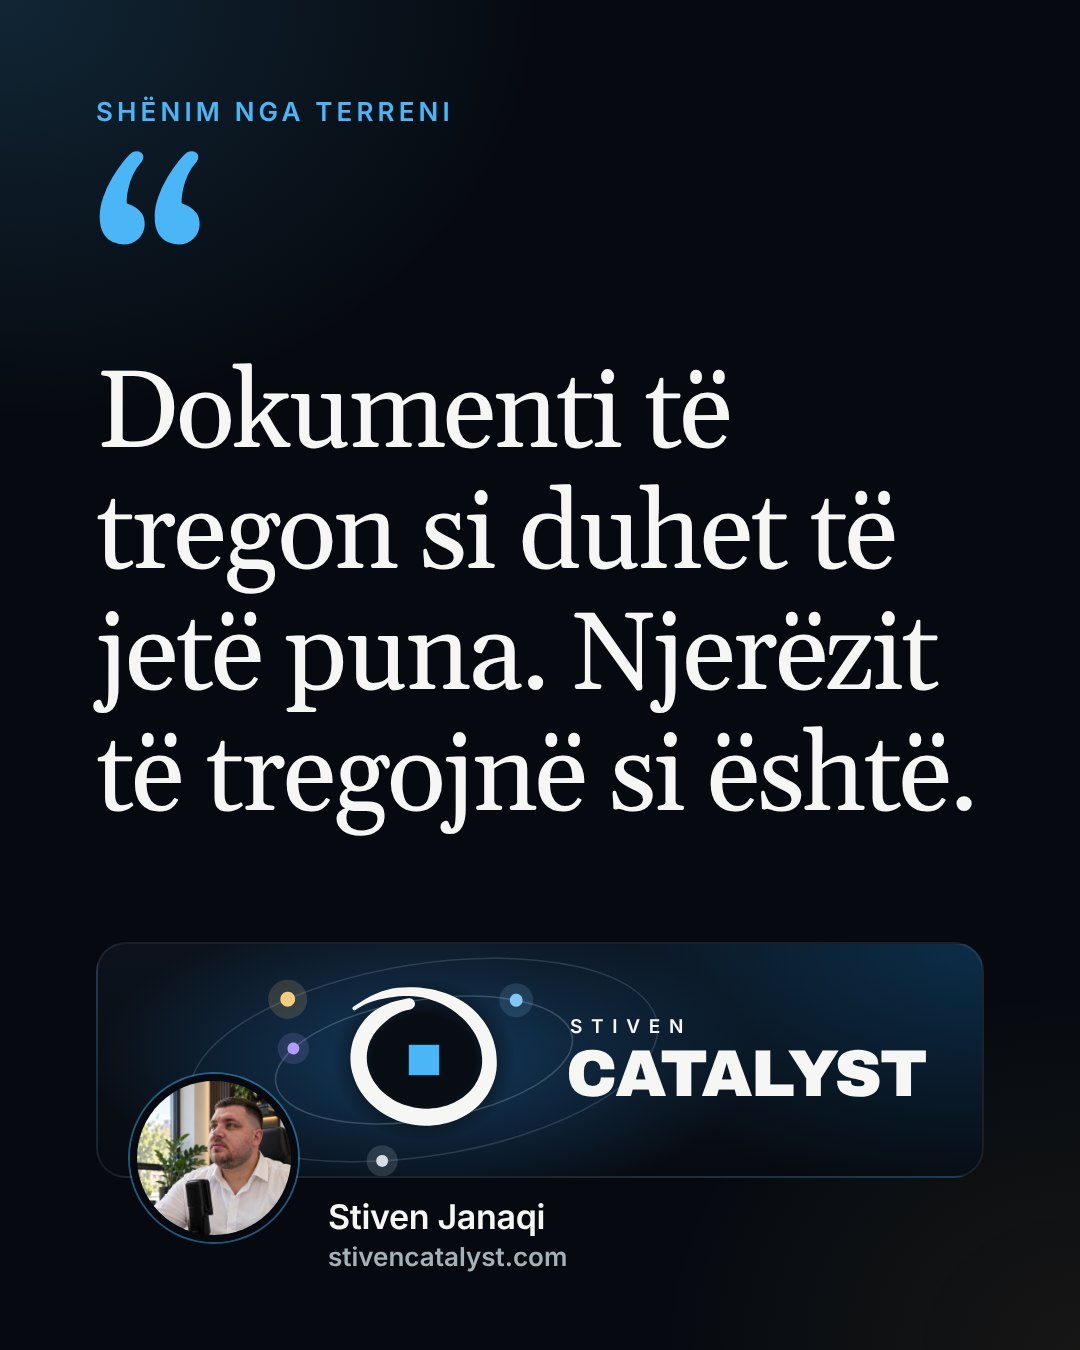 SHËNIM NGA TERRENI
“
Dokumenti të
tregon si duhet të
jetë puna. Njerëzit
të tregojnë si është.
STIVEN
CATALYST
Stiven Janaqi
stivencatalyst.com